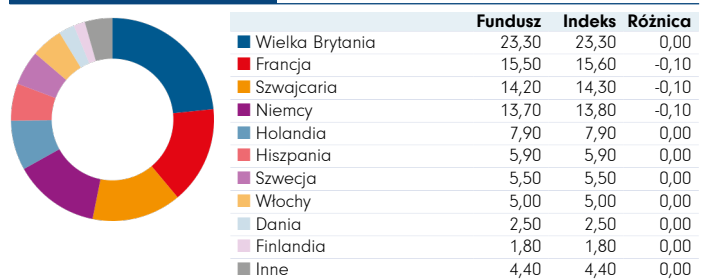 Fundusz Indeks Różnica
Wielka Brytania 23,30 23,30 0,00
Francja 15,50 15,60 -0,10
Szwajcaria 14,20 14,30 -0,10
Niemcy 13,70 13,80 -0,10
Holandia 7,90 7,90 0,00
Hiszpania 5,90 5,90 0,00
Szwecja 5,50 5,50 0,00
Włochy 5,00 5,00 0,00
Dania 2,50 2,50 0,00
Finlandia 1,80 1,80 0,00
Inne 4,40 4,40 0,00